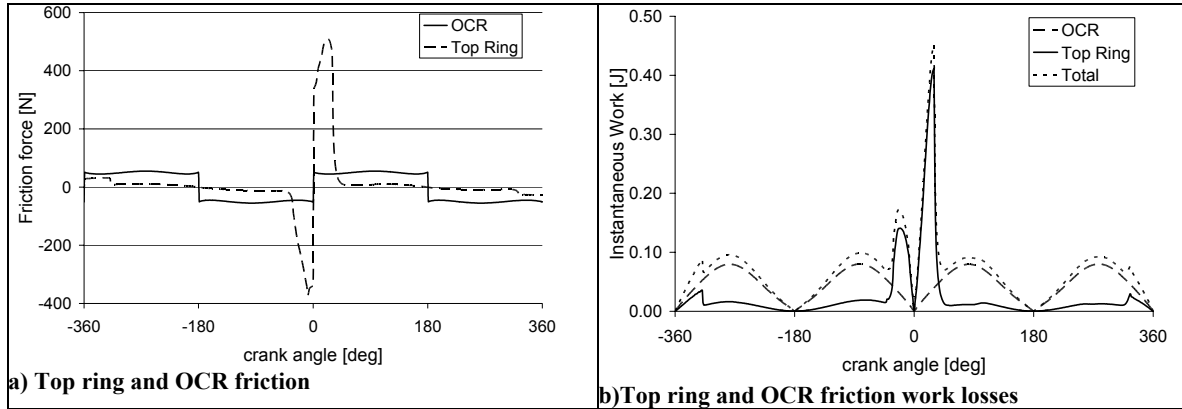 600
400
200
0
-200
-400
Friction force [N]
OCR
Top Ring
-360 -180 0 180 360
crank angle [deg]
a) Top ring and OCR friction
0.50
0.40
0.30
0.20
0.10
0.00
Instantaneous Work [J]
OCR
Top Ring
Total
-360 -180 0 180 360
crank angle [deg]
b)Top ring and OCR friction work losses